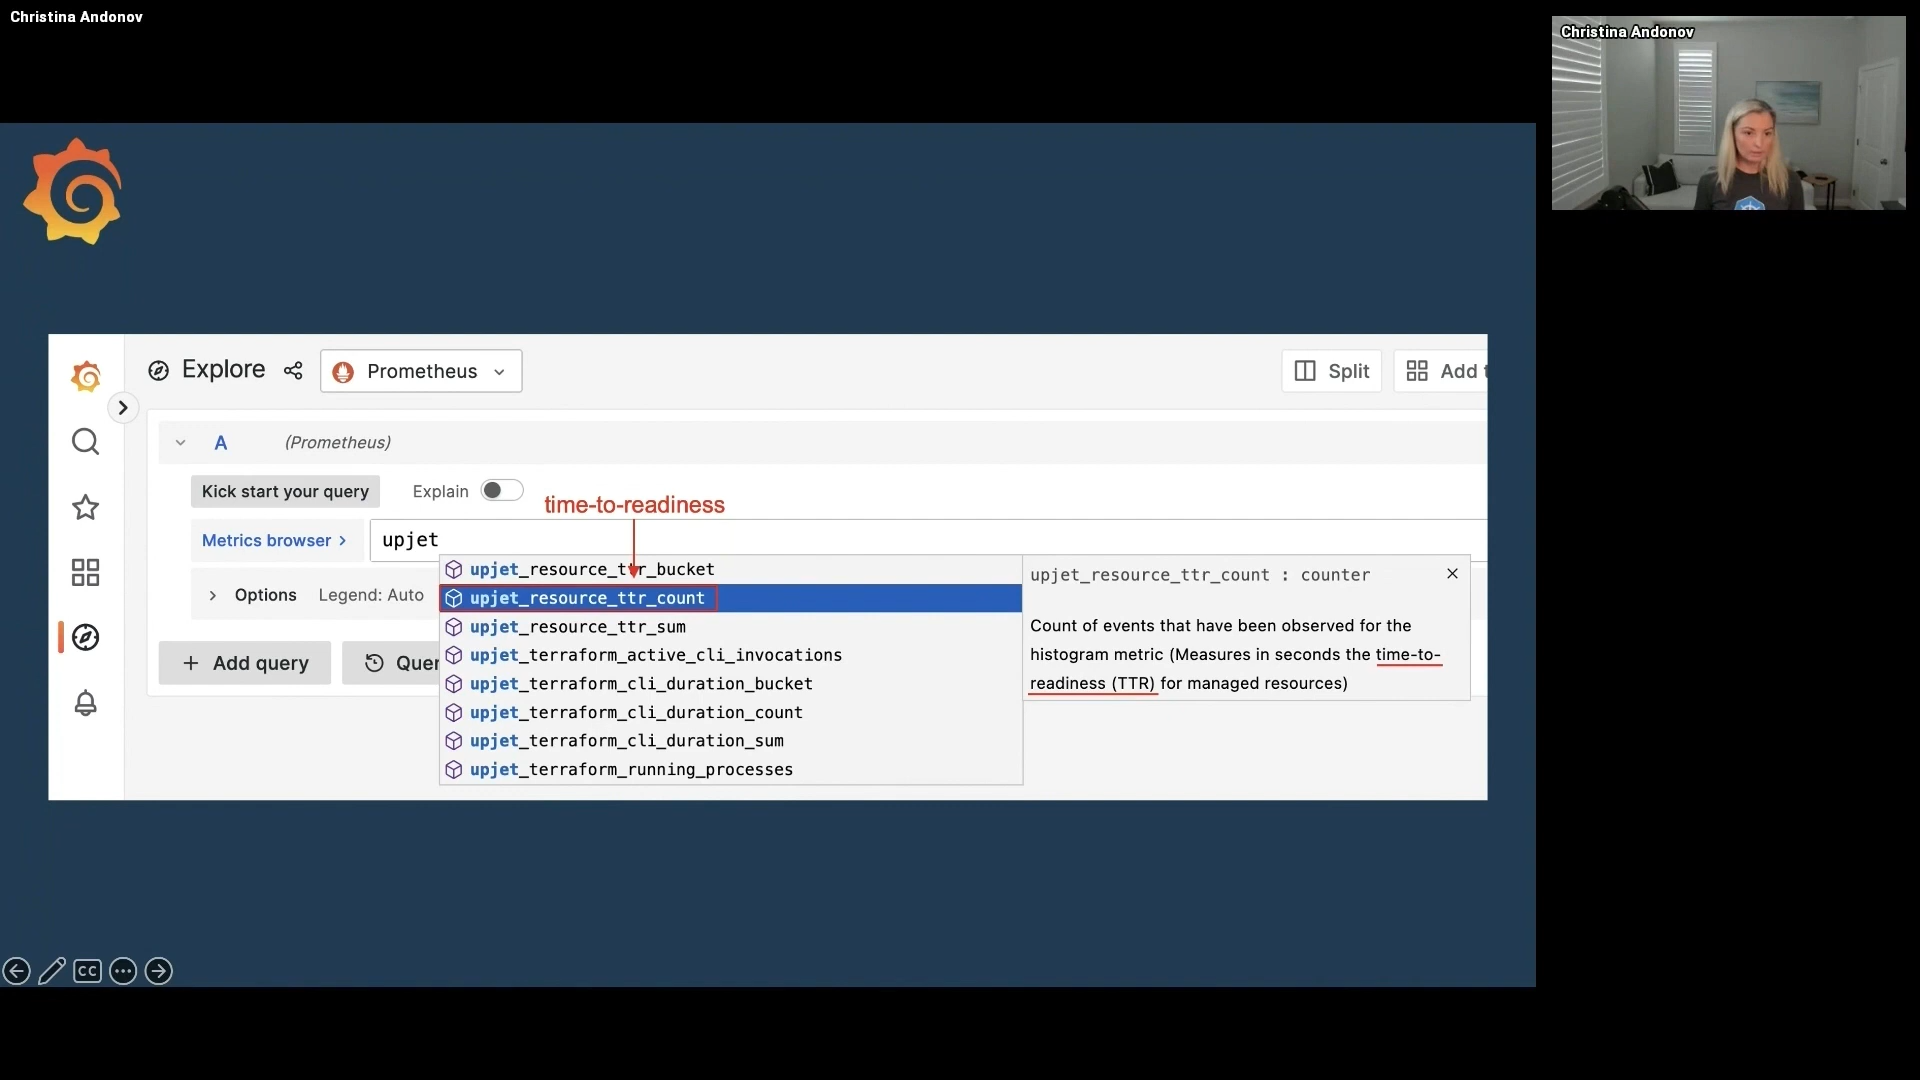 Christina Andonov
Christina Andonov
Explore
Prometheus
Split
Add t
A
(Prometheus)
Kick start your query
Explain
time-to-readiness
Metrics browser >
upjet
upjet_resource_ttr_bucket
upjet_resource_ttr_count
upjet_resource_ttr_sum
upjet_terraform_active_cli_invocations
upjet_terraform_cli_duration_bucket
upjet_terraform_cli_duration_count
upjet_terraform_cli_duration_sum
upjet_terraform_running_processes
upjet_resource_ttr_count : counter
Count of events that have been observed for the
histogram metric (Measures in seconds the time-to-
readiness (TTR) for managed resources)
Options
Legend: Auto
+ Add query
Quer
CC